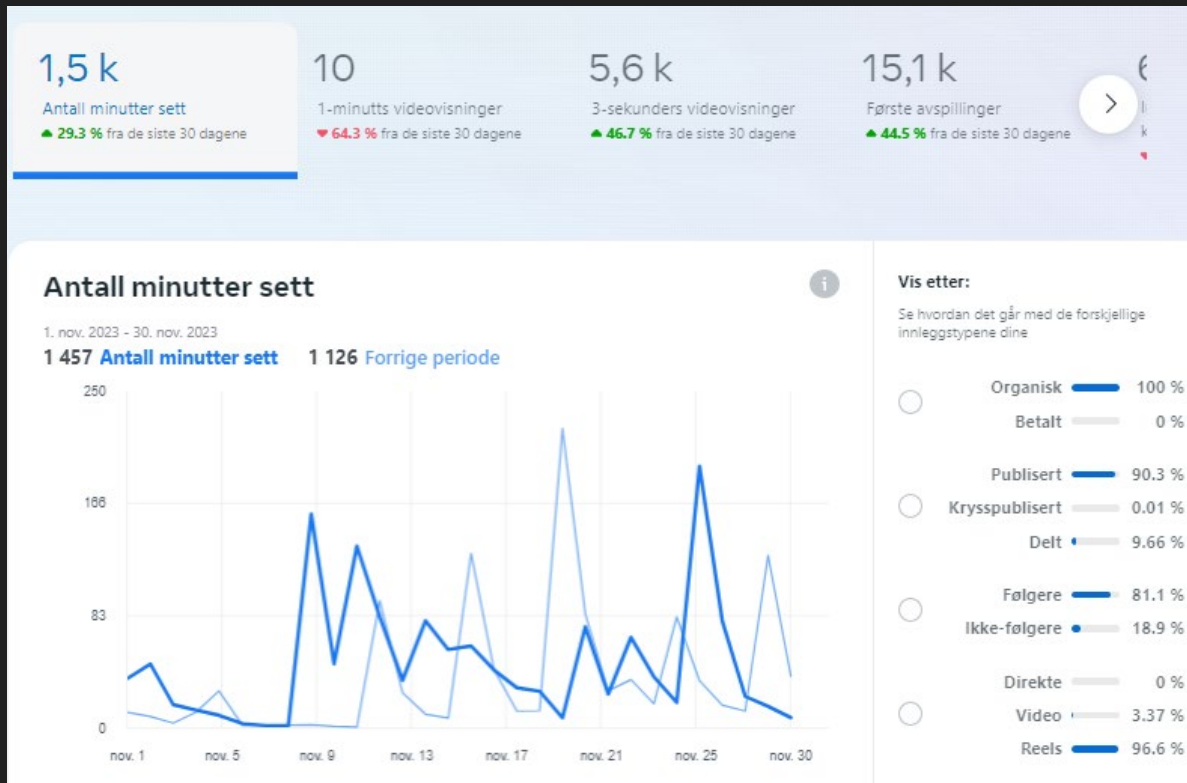 1,5 k
Antall minutter sett
29.3 % fra de siste 30 dagene
10
1-minutts videovisninger
64.3 % fra de siste 30 dagene
5,6 k
3-sekunders videovisninger
46.7 % fra de siste 30 dagene
15,1 k
Første avspillinger
44.5 % fra de siste 30 dagene
Antall minutter sett
1. nov. 2023 - 30. nov. 2023
1 457 Antall minutter sett 1 126 Forrige periode
250
166
83
0
nov. 1 nov. 5 nov. 9 nov. 13 nov. 17 nov. 21 nov. 25 nov. 30
Vis etter:
Se hvordan det går med de forskjellige
innleggstypene dine
Organisk 100 %
Betalt 0 %
Publisert 90.3 %
Krysspublisert 0.01 %
Delt 9.66 %
Følgere 81.1 %
Ikke-følgere 18.9 %
Direkte 0 %
Video 3.37 %
Reels 96.6 %